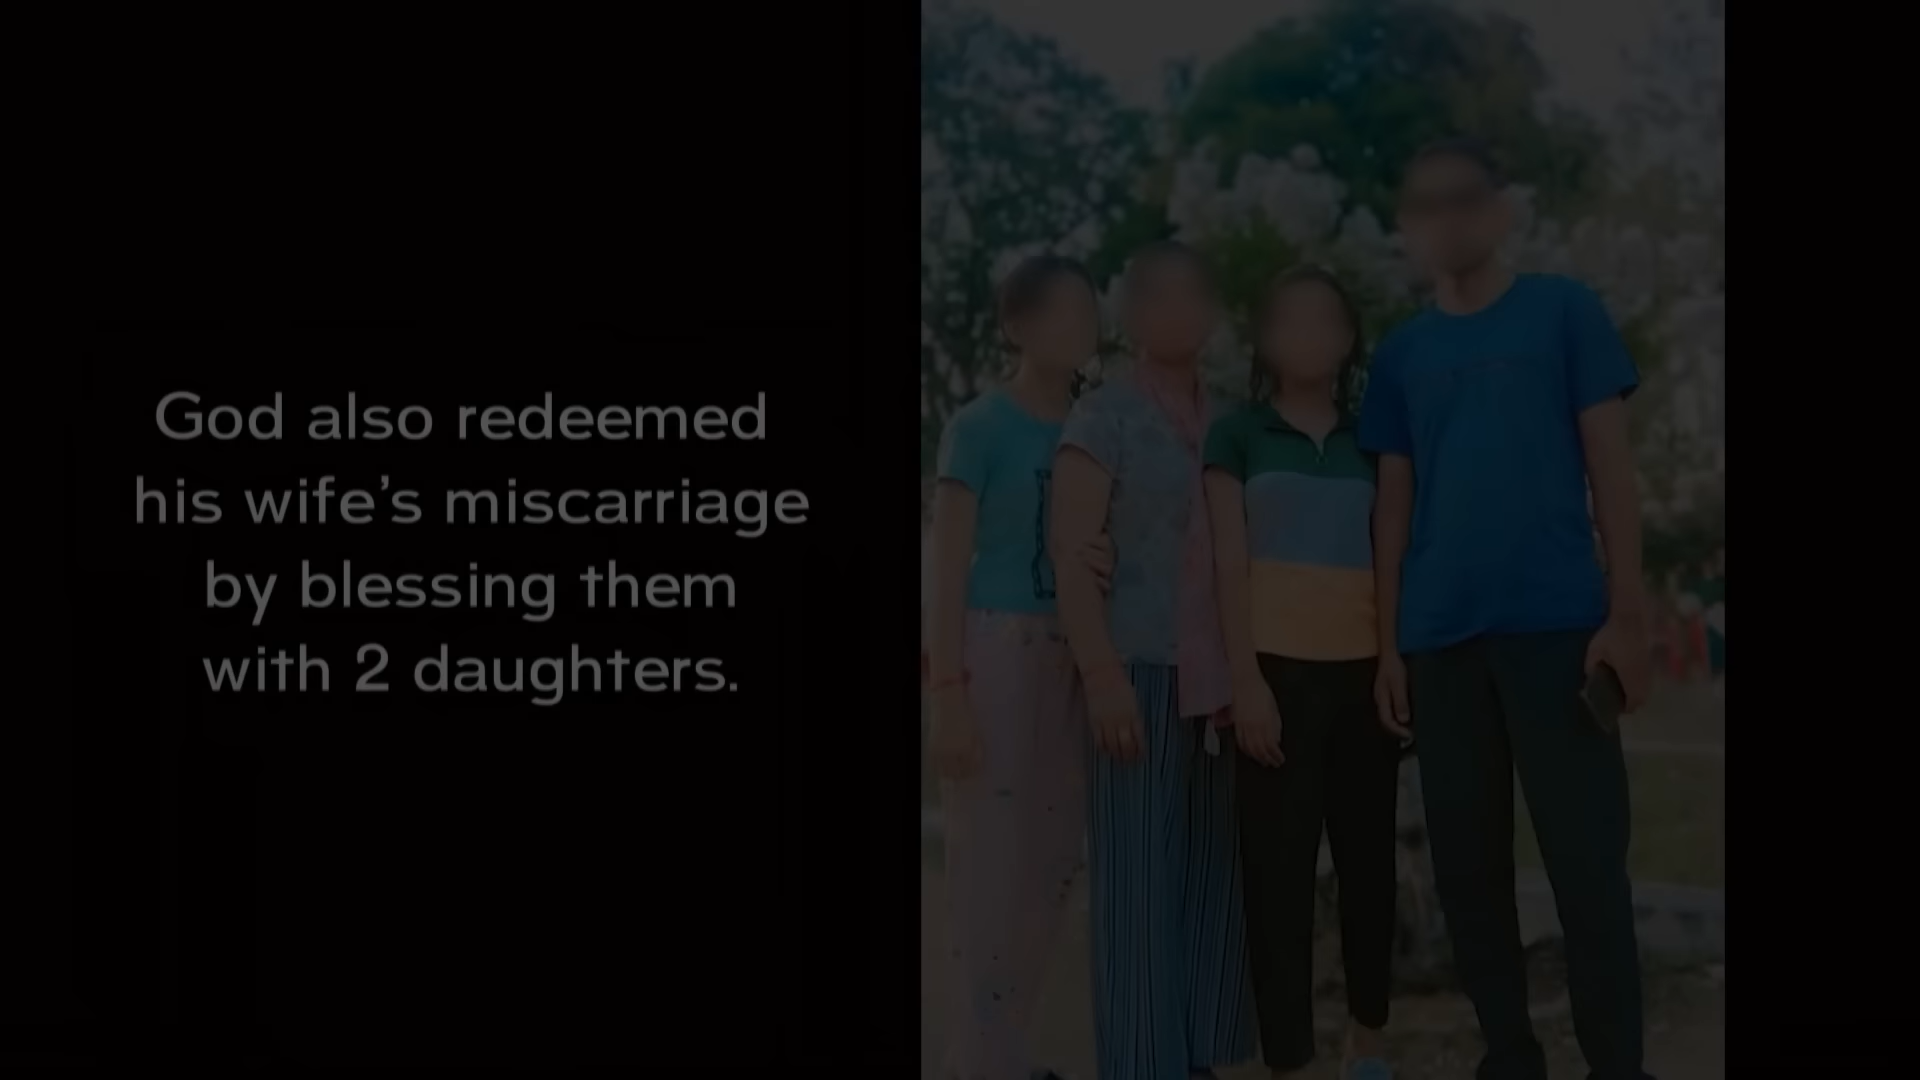 God also redeemed
his wife’s miscarriage
by blessing them
with 2 daughters.